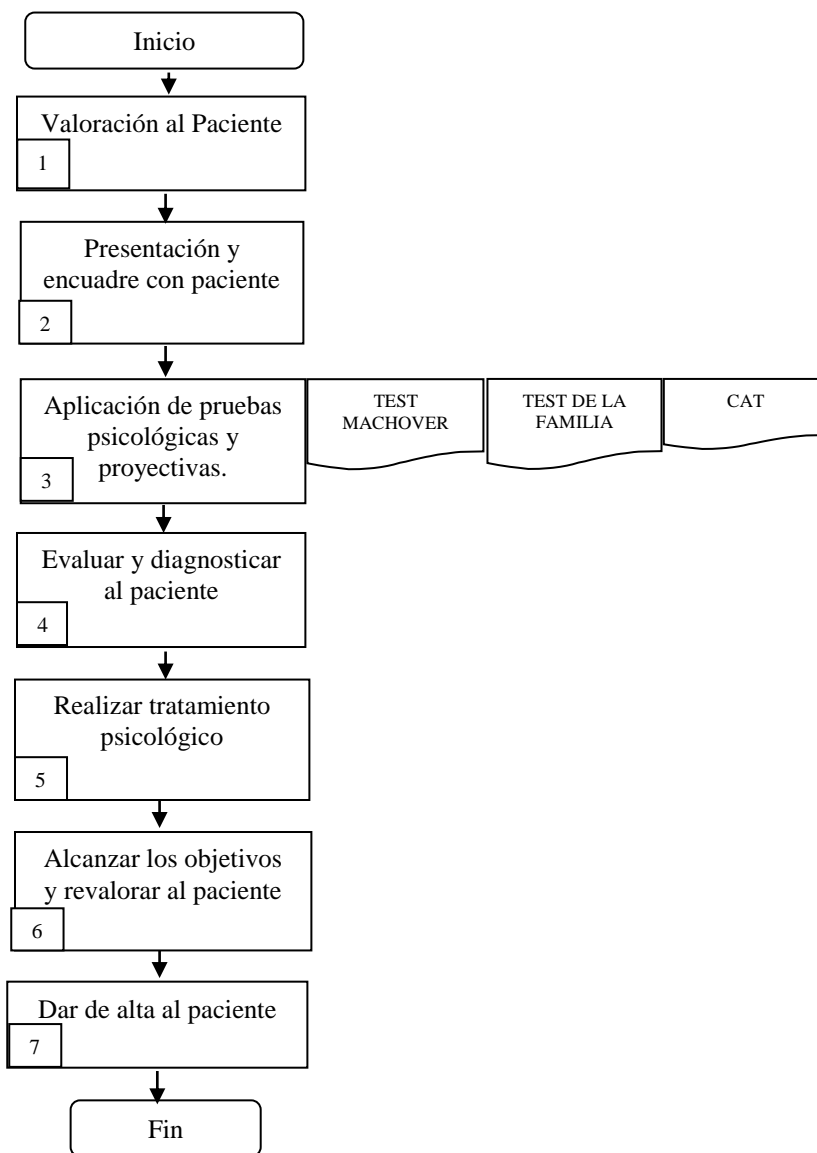 Inicio
Valoración al Paciente
1
Presentación y
encuadre con paciente
2
Aplicación de pruebas
psicológicas y
proyectivas.
3
TEST
MACHOVER
TEST DE LA
FAMILIA
CAT
Evaluar y diagnosticar
al paciente
4
Realizar tratamiento
psicológico
5
Alcanzar los objetivos
y revalorar al paciente
6
Dar de alta al paciente
7
Fin